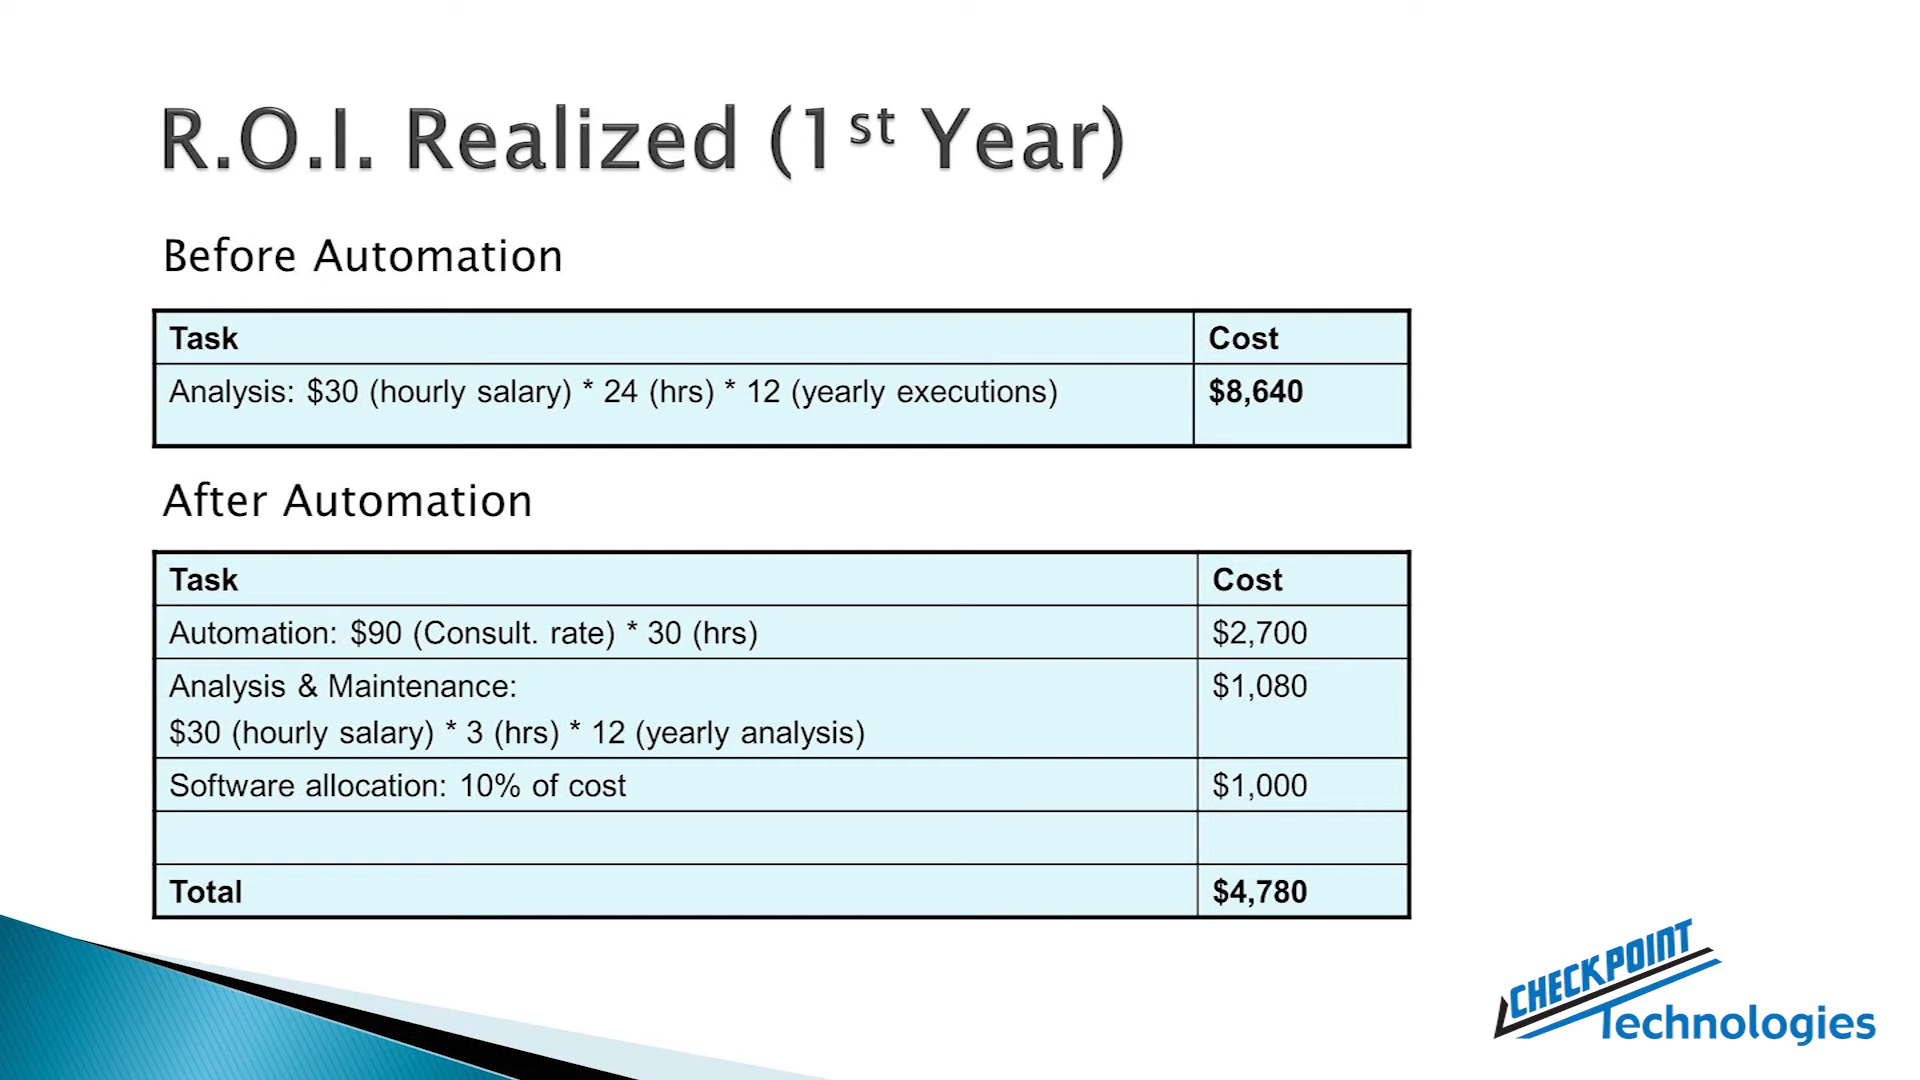 R.O.I. Realized (1st Year)
Before Automation
Task Cost
Analysis: $30 (hourly salary) * 24 (hrs) * 12 (yearly executions) $8,640
After Automation
Task Cost
Automation: $90 (Consult. rate) * 30 (hrs) $2,700
Analysis & Maintenance: $1,080
$30 (hourly salary) * 3 (hrs) * 12 (yearly analysis)
Software allocation: 10% of cost $1,000
Total $4,780
CHECKPOINT
Technologies